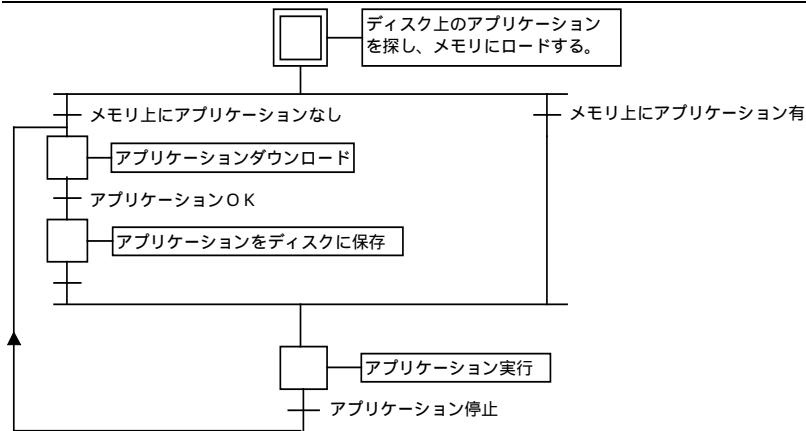 ディスク上のアプリケーション
を探し、メモリにロードする。
メモリ上にアプリケーションなし
メモリ上にアプリケーション有
アプリケーションダウンロード
アプリケーションＯＫ
アプリケーションをディスクに保存
アプリケーション実行
アプリケーション停止